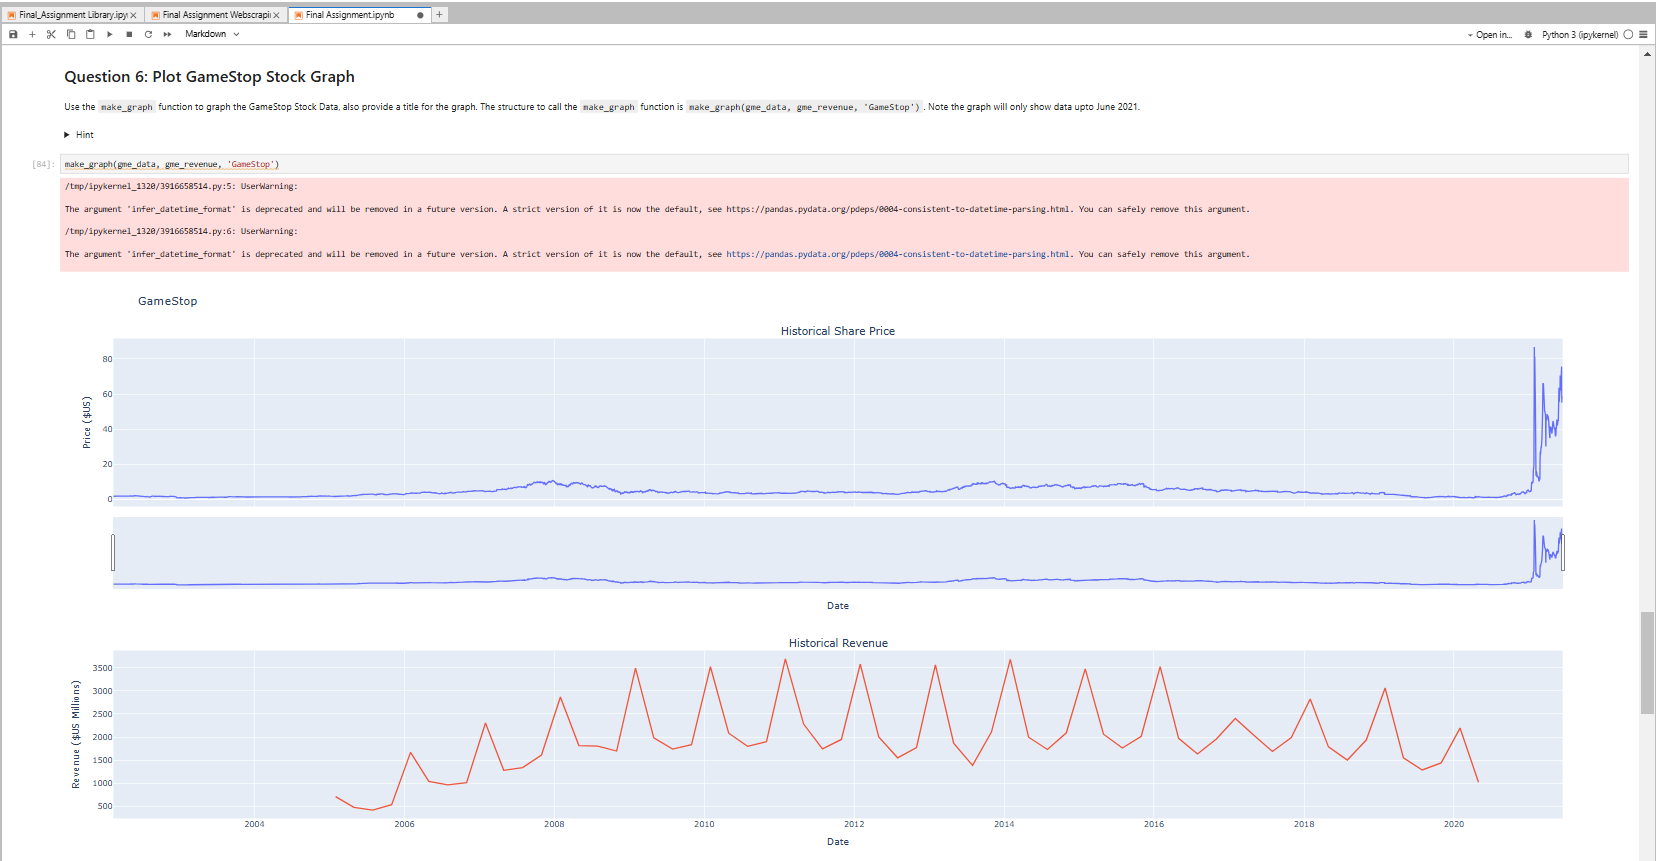 Final_Assignment Library.ipy
Final Assignment Webscrapi
Final Assignment.ipynb
Markdown
Open in...
Python 3 (ipykernel)
Question 6: Plot GameStop Stock Graph
Use the make_graph function to graph the GameStop Stock Data, also provide a title for the graph. The structure to call the make_graph function is make_graph(gme_data, gme_revenue, 'GameStop') . Note the graph will only show data upto June 2021.
Hint
[84]:
make_graph(gme_data, gme_revenue, 'GameStop')
/tmp/ipykernel_1320/3916658514.py:5: UserWarning:
The argument 'infer_datetime_format' is deprecated and will be removed in a future version. A strict version of it is now the default, see https://pandas.pydata.org/pdeps/0004-consistent-to-datetime-parsing.html. You can safely remove this argument.
/tmp/ipykernel_1320/3916658514.py:6: UserWarning:
The argument 'infer_datetime_format' is deprecated and will be removed in a future version. A strict version of it is now the default, see https://pandas.pydata.org/pdeps/0004-consistent-to-datetime-parsing.html. You can safely remove this argument.
GameStop
Historical Share Price
Price ($US)
80
60
40
20
0
Date
Historical Revenue
Revenue ($US Millions)
3500
3000
2500
2000
1500
1000
500
2004 2006 2008 2010 2012 2014 2016 2018 2020
Date